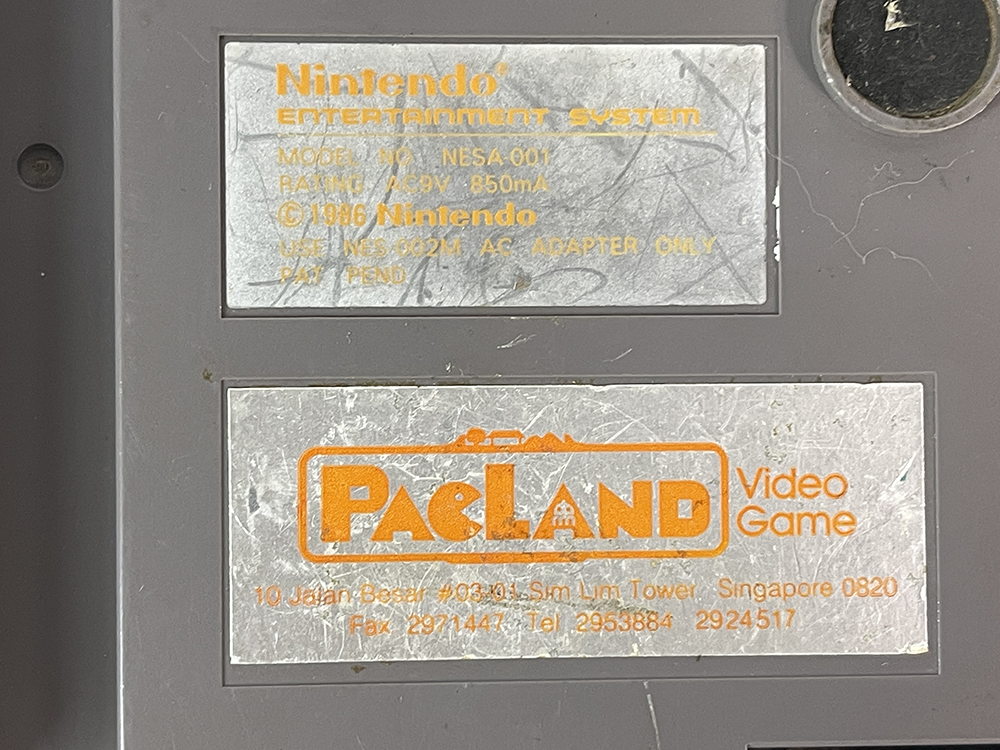 Nintendo®
ENTERTAINMENT SYSTEM
MODEL NO. NESA-001
RATING AC9V 850mA
©1986 Nintendo
USE NES-002M AC ADAPTER ONLY
PAT PEND
PACLAND Video Game
10 Jalan Besar #03-01 Sim Lim Tower, Singapore 0820
Fax 2971447 Tel 2953884 2924517